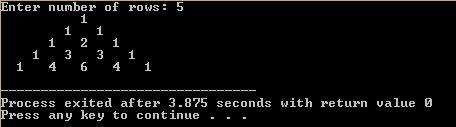 Enter number of rows: 5
1
1 1
1 2 1
1 3 3 1
1 4 6 4 1
--------------------------------
Process exited after 3.875 seconds with return value 0
Press any key to continue . . .